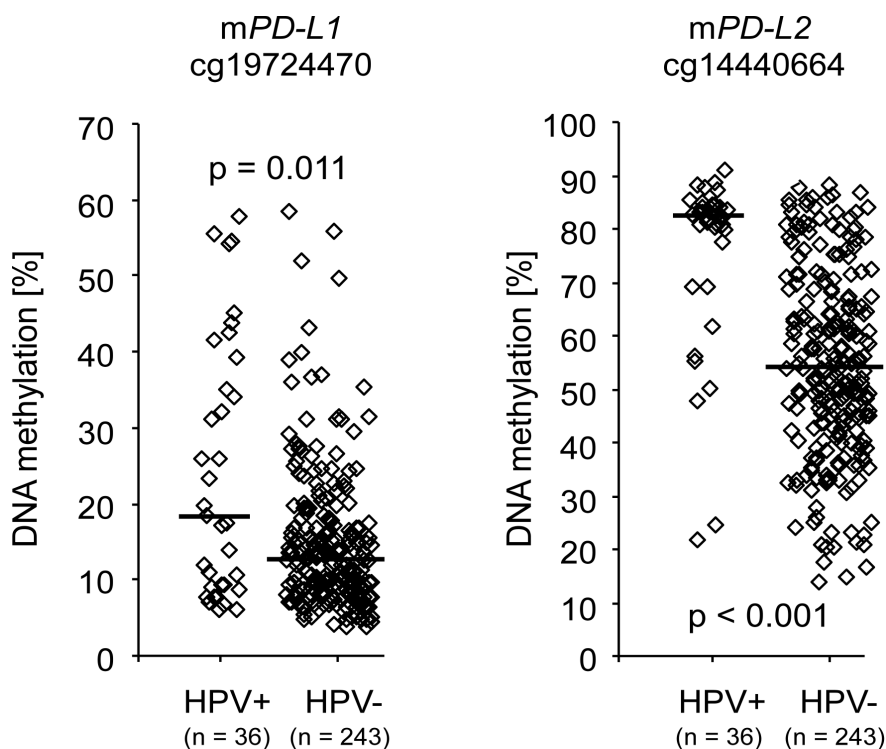 mPD-L1
cg19724470
DNA methylation [%]
70
60
50
40
30
20
10
0
p = 0.011
HPV+
HPV-
(n = 36)
(n = 243)
mPD-L2
cg14440664
DNA methylation [%]
100
90
80
70
60
50
40
30
20
10
0
p < 0.001
HPV+
HPV-
(n = 36)
(n = 243)